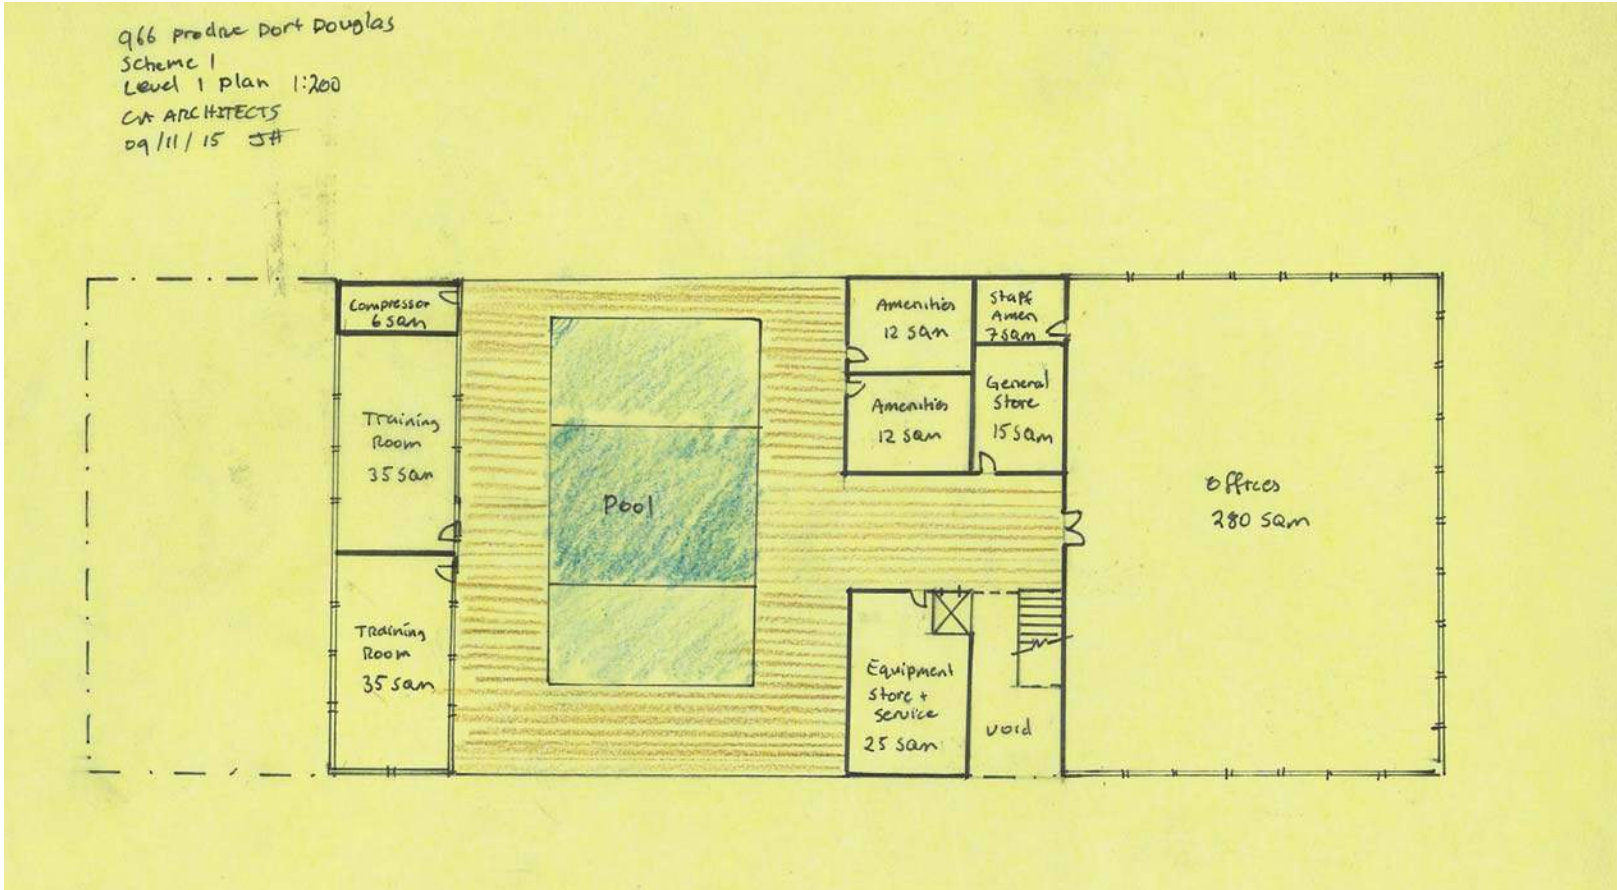 966 prodive Port Douglas
Scheme 1
Level 1 plan 1:200
CA ARCHITECTS
09/11/15 JH
Compressor
6 sqm
Training
Room
35 sqm
Training
Room
35 sqm
Pool
Amenities
12 sqm
Amenities
12 sqm
Staff
Amen
7 sqm
General
Store
15 sqm
Equipment
Store +
Service
25 sqm
void
Offices
280 sqm